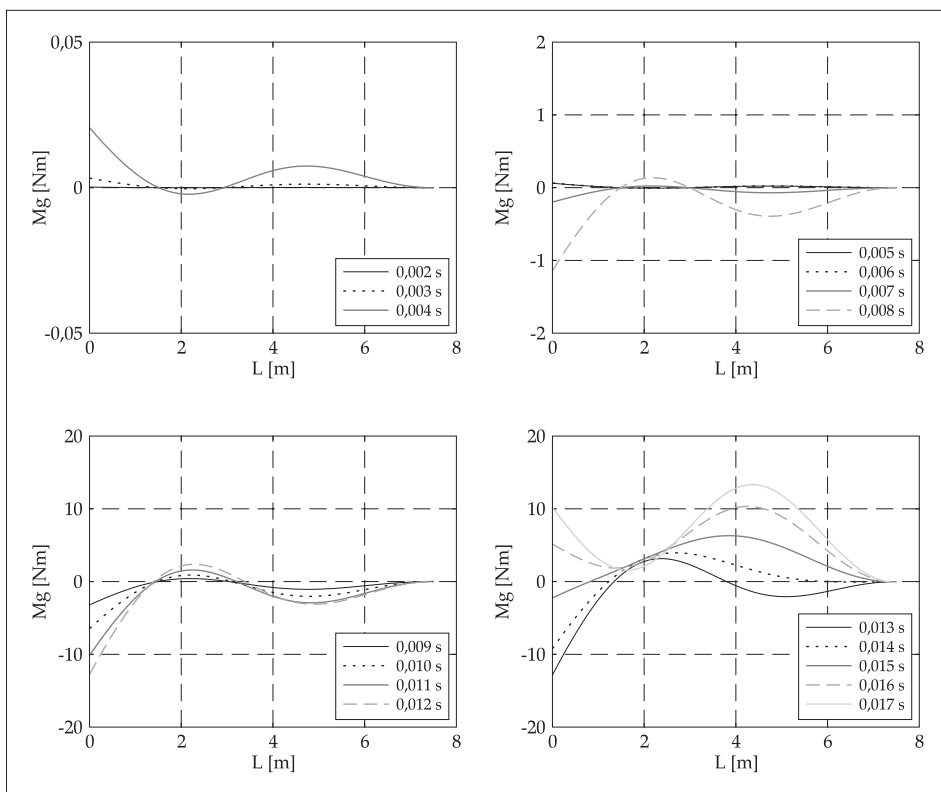 0,05
0
-0,05
Mg [Nm]
0 2 4 6 8
L [m]
0,002 s
0,003 s
0,004 s
2
1
0
-1
-2
Mg [Nm]
0 2 4 6 8
L [m]
0,005 s
0,006 s
0,007 s
0,008 s
20
10
0
-10
-20
Mg [Nm]
0 2 4 6 8
L [m]
0,009 s
0,010 s
0,011 s
0,012 s
20
10
0
-10
-20
Mg [Nm]
0 2 4 6 8
L [m]
0,013 s
0,014 s
0,015 s
0,016 s
0,017 s